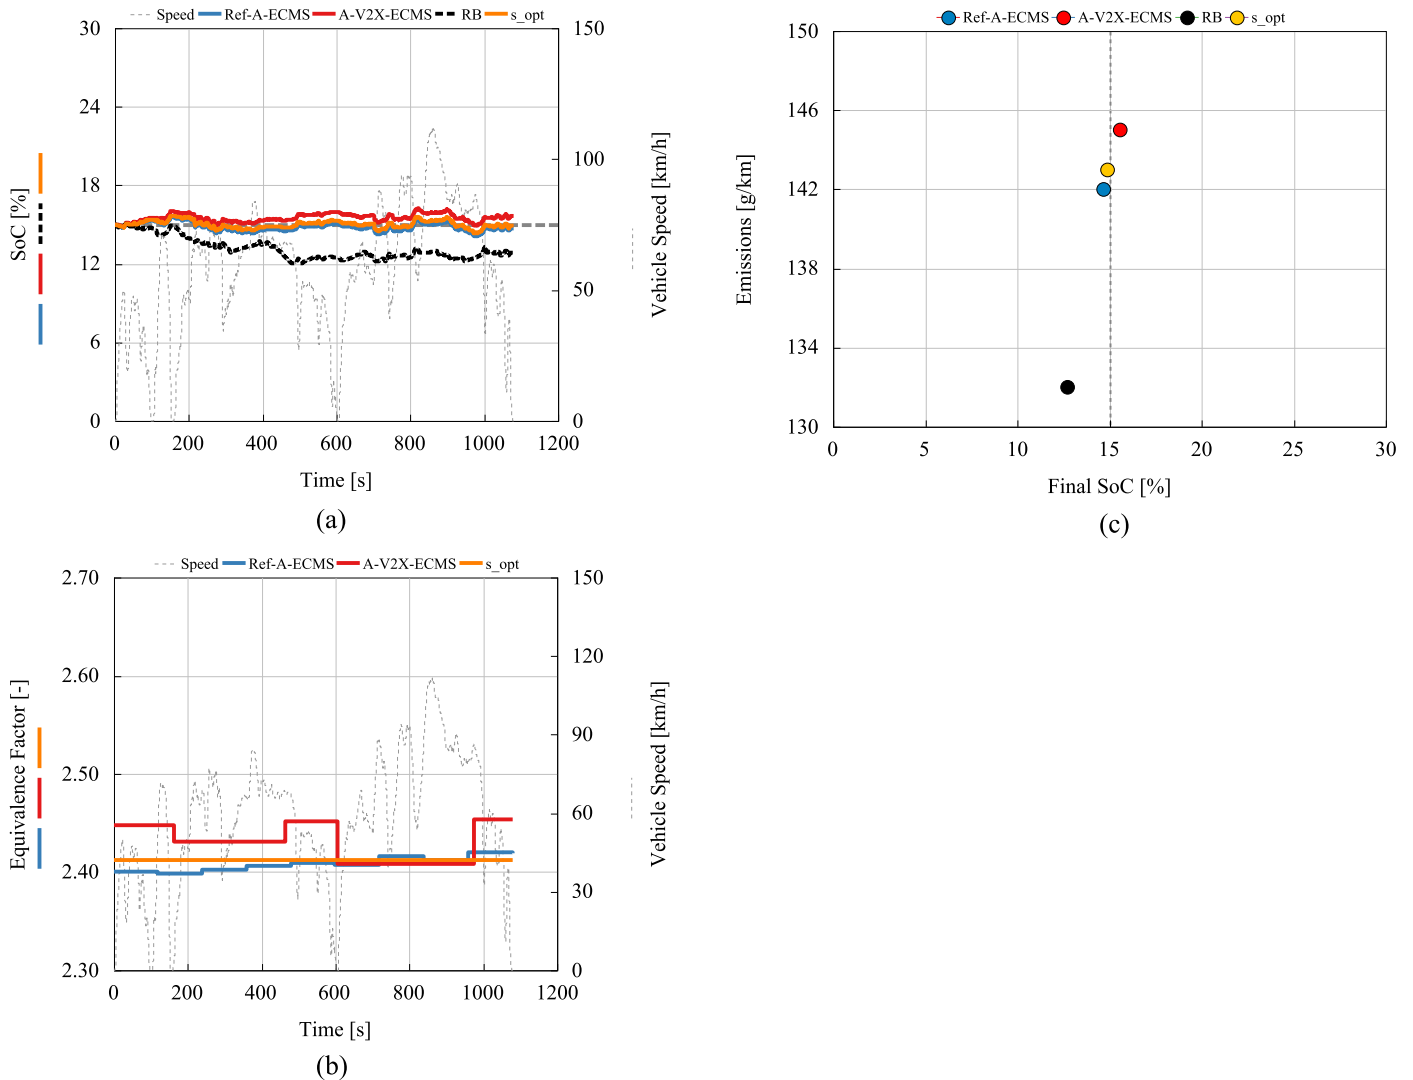 Speed Ref-A-ECMS A-V2X-ECMS RB s_opt
30
24
18
12
6
0
SoC [%]
150
100
50
0
Vehicle Speed [km/h]
0 200 400 600 800 1000 1200
Time [s]
(a)
Ref-A-ECMS A-V2X-ECMS RB s_opt
150
146
142
138
134
130
Emissions [g/km]
0 5 10 15 20 25 30
Final SoC [%]
(c)
Speed Ref-A-ECMS A-V2X-ECMS s_opt
2.70
2.60
2.50
2.40
2.30
Equivalence Factor [-]
150
120
90
60
30
0
Vehicle Speed [km/h]
0 200 400 600 800 1000 1200
Time [s]
(b)